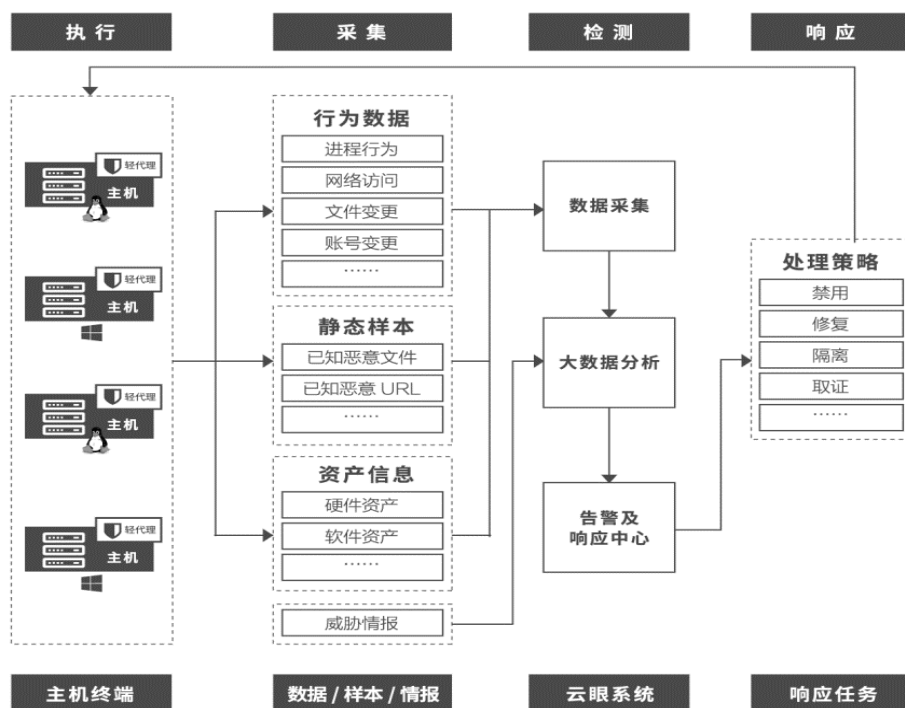 执行
采集
检测
响应
轻代理
主机
轻代理
主机
轻代理
主机
轻代理
主机
行为数据
进程行为
网络访问
文件变更
账号变更
……
静态样本
已知恶意文件
已知恶意 URL
……
资产信息
硬件资产
软件资产
……
威胁情报
数据采集
大数据分析
告警及
响应中心
处理策略
禁用
修复
隔离
取证
……
主机终端
数据 / 样本 / 情报
云眼系统
响应任务